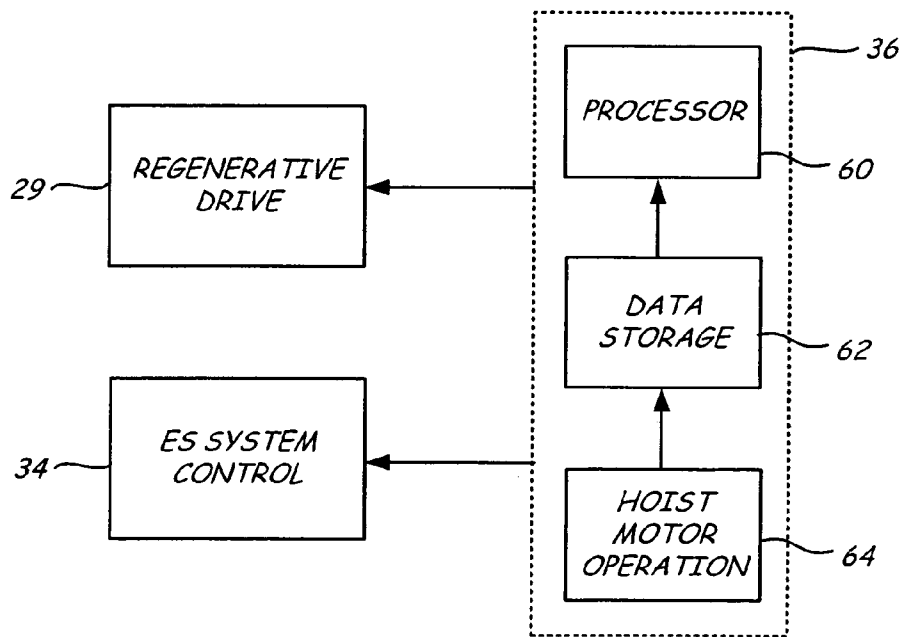 36
PROCESSOR
60
REGENERATIVE
DRIVE
29
DATA
STORAGE
62
ES SYSTEM
CONTROL
34
HOIST
MOTOR
OPERATION
64